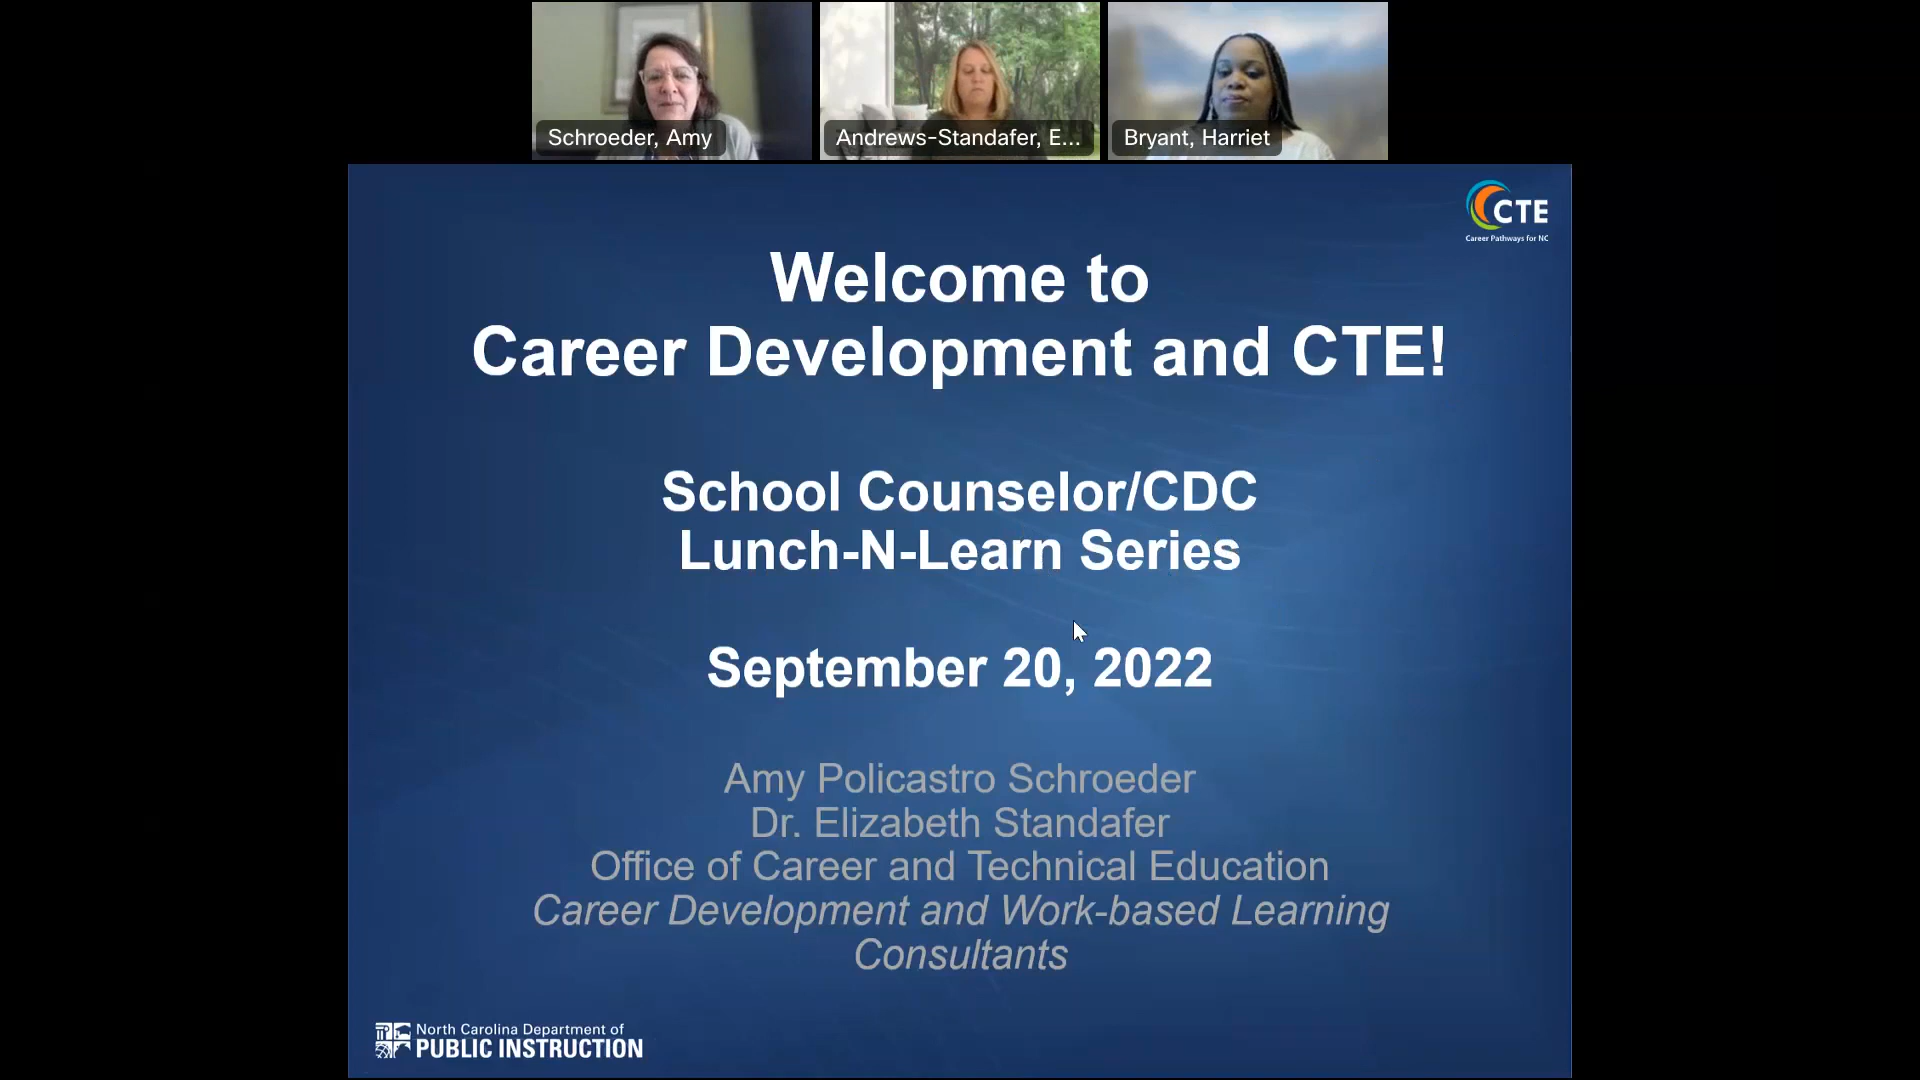 Schroeder, Amy
Andrews-Standafer, E...
Bryant, Harriet
CTE
Career Pathways for NC
Welcome to
Career Development and CTE!
School Counselor/CDC
Lunch-N-Learn Series
September 20, 2022
Amy Policastro Schroeder
Dr. Elizabeth Standafer
Office of Career and Technical Education
Career Development and Work-based Learning
Consultants
North Carolina Department of
PUBLIC INSTRUCTION